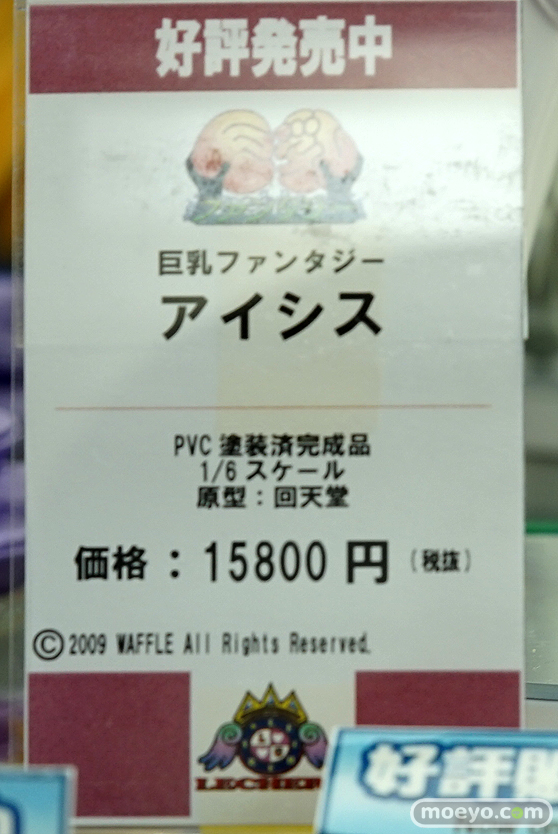 好評発売中
巨乳ファンタジー
アイシス
PVC 塗装済完成品
1/6 スケール
原型：回天堂
価格：15800 円 (税抜)
©2009 WAFFLE All Rights Reserved.
LECHER
好評
moeyo.com